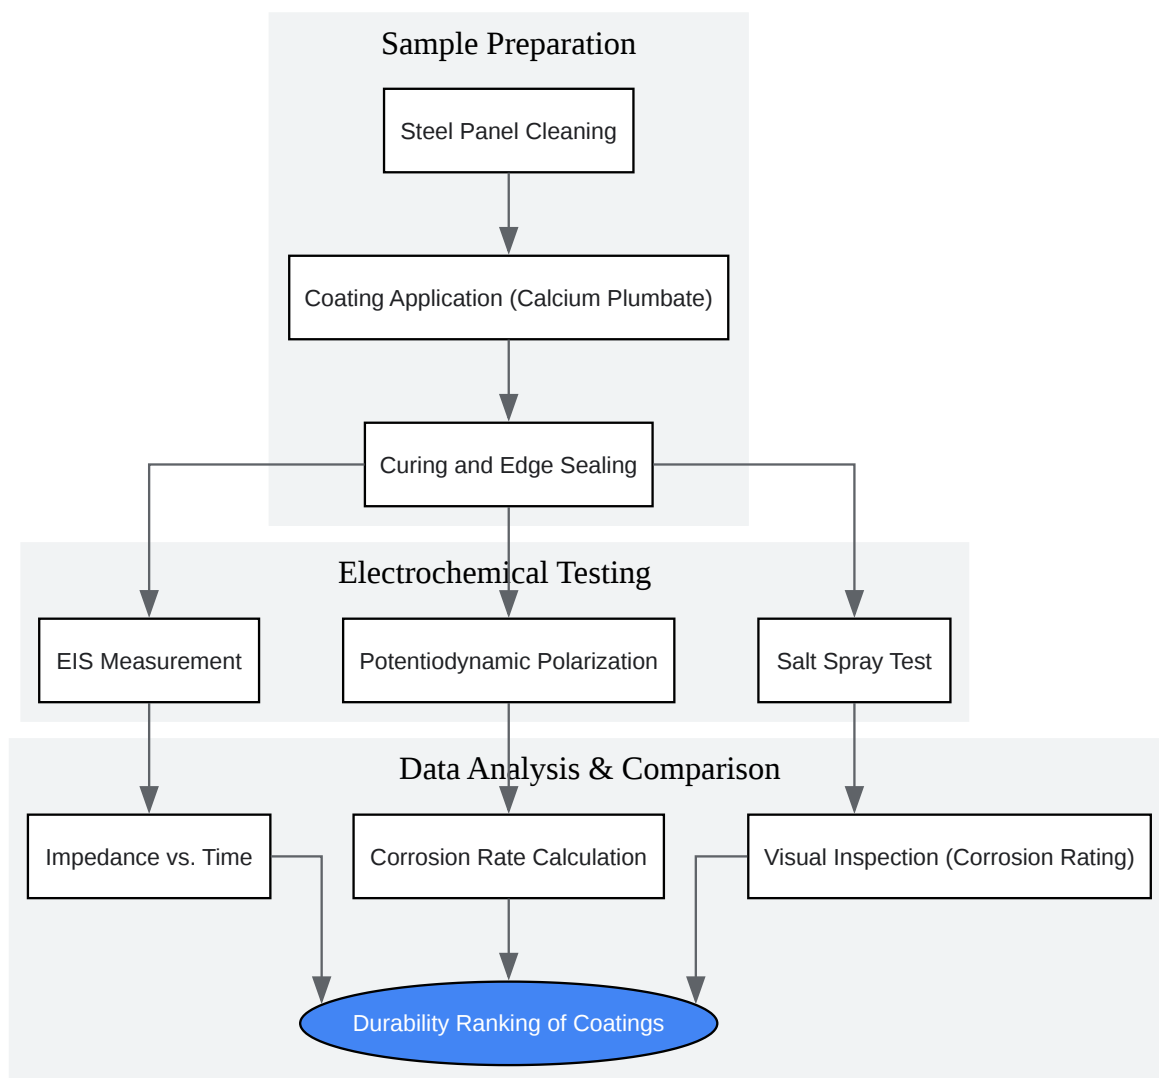 Sample Preparation
Steel Panel Cleaning
Coating Application (Calcium Plumbate)
Curing and Edge Sealing
Electrochemical Testing
EIS Measurement
Potentiodynamic Polarization
Salt Spray Test
Data Analysis & Comparison
Impedance vs. Time
Corrosion Rate Calculation
Visual Inspection (Corrosion Rating)
Durability Ranking of Coatings